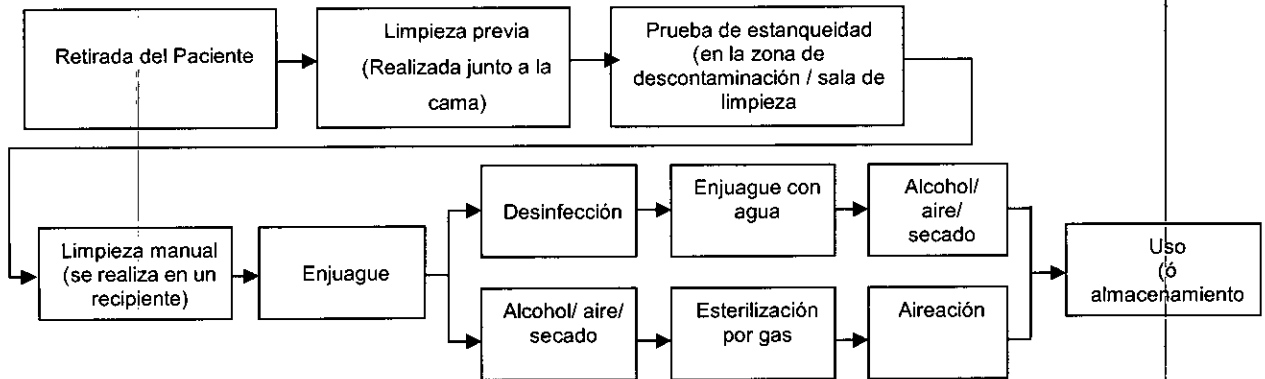 Retirada del Paciente
Limpieza previa
(Realizada junto a la
cama)
Prueba de estanqueidad
(en la zona de
descontaminación / sala de
limpieza
Limpieza manual
(se realiza en un
recipiente)
Enjuague
Desinfección
Enjuague con
agua
Alcohol/
aire/
secado
Alcohol/ aire/
secado
Esterilización
por gas
Aireación
Uso
(ó
almacenamiento